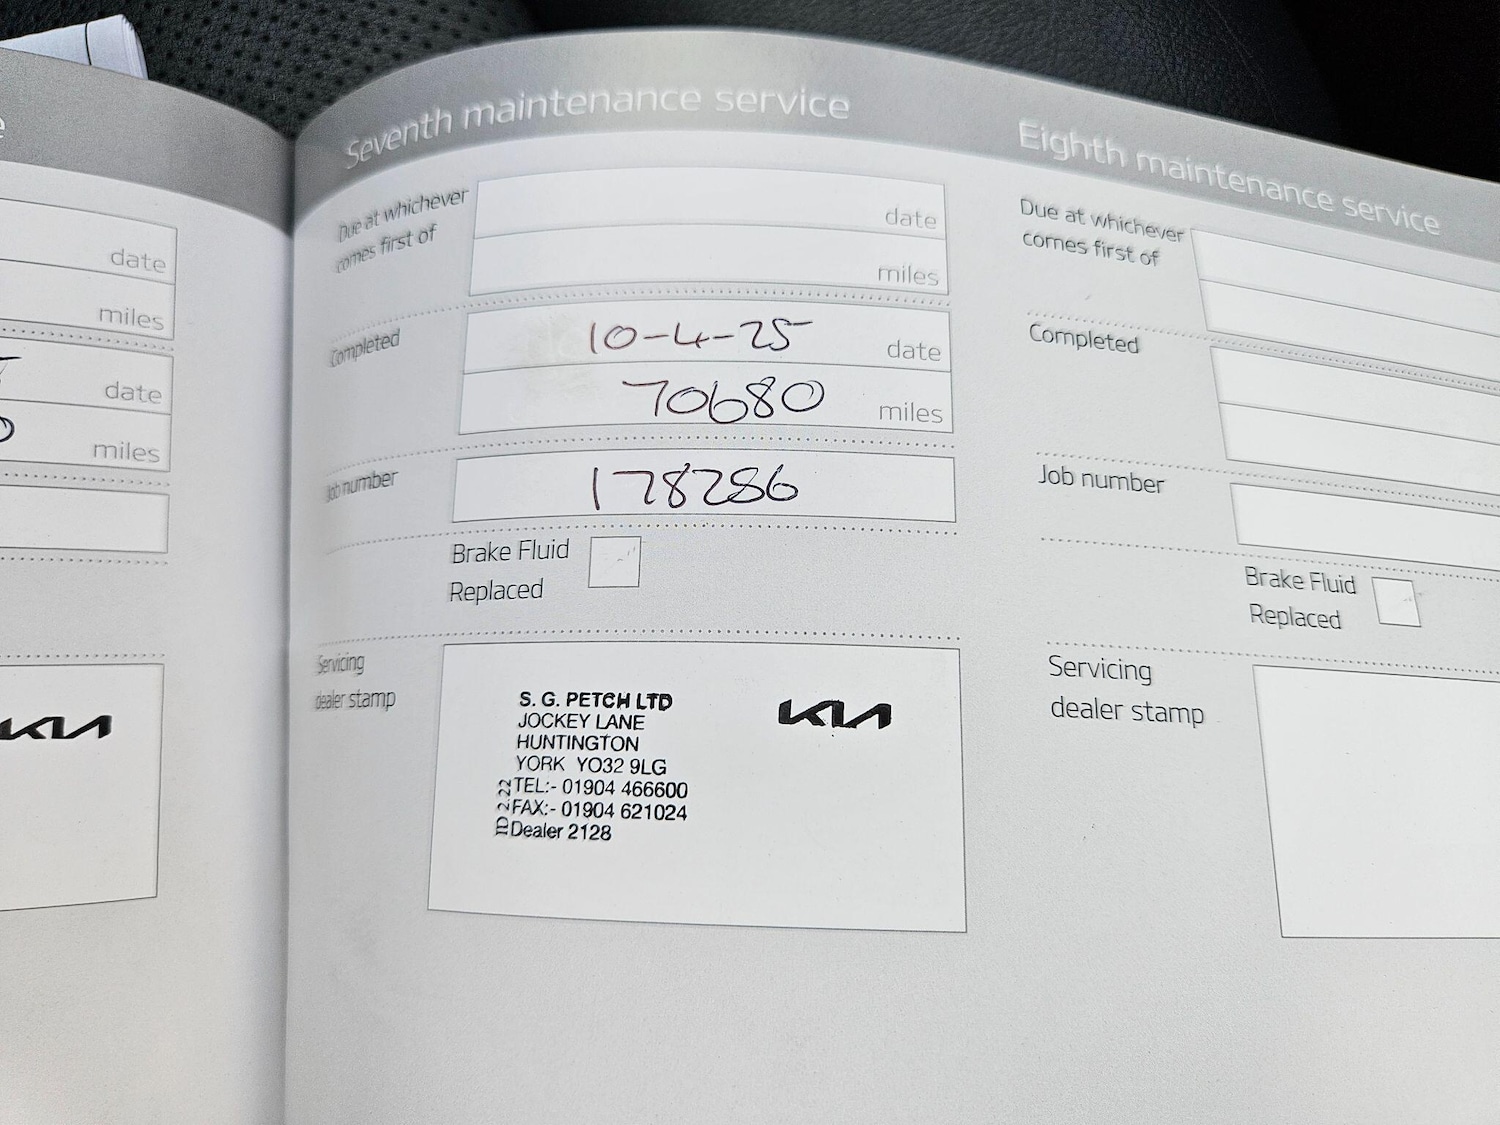 date
miles
date
miles
KIA
Seventh maintenance service
Due at whichever
comes first of
date
miles
Completed
10-4-25
date
70680
miles
Job number
178286
Brake Fluid
Replaced
Servicing
dealer stamp
S. G. PETCH LTD
JOCKEY LANE
HUNTINGTON
YORK YO32 9LG
TEL:- 01904 466600
FAX:- 01904 621024
Dealer 2128
ID 2.22
KIA
Eighth maintenance service
Due at whichever
comes first of
Completed
Job number
Brake Fluid
Replaced
Servicing
dealer stamp